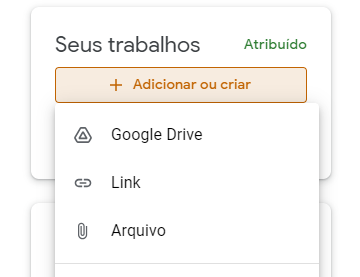 Seus trabalhos
Atribuído
Adicionar ou criar
Google Drive
Link
Arquivo